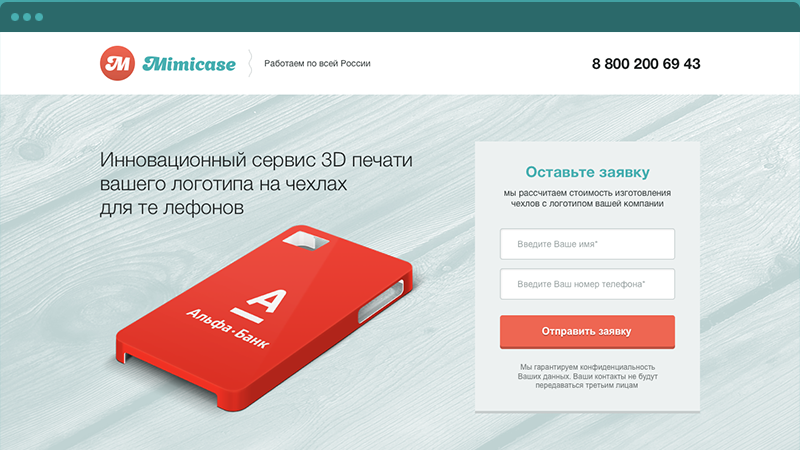 M Mimicase
Работаем по всей России
8 800 200 69 43
Инновационный сервис 3D печати
вашего логотипа на чехлах
для те лефонов
А
Альфа·Банк
Оставьте заявку
мы рассчитаем стоимость изготовления
чехлов с логотипом вашей компании
Введите Ваше имя*
Введите Ваш номер телефона*
Отправить заявку
Мы гарантируем конфиденциальность
Ваших данных. Ваши контакты не будут
передаваться третьим лицам